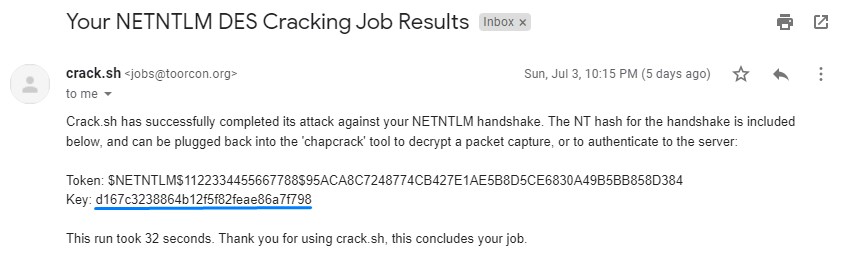 Your NETNTLM DES Cracking Job Results Inbox ×
crack.sh <jobs@toorcon.org> Sun, Jul 3, 10:15 PM (5 days ago)
to me
Crack.sh has successfully completed its attack against your NETNTLM handshake. The NT hash for the handshake is included
below, and can be plugged back into the 'chapcrack' tool to decrypt a packet capture, or to authenticate to the server:
Token: $NETNTLM$1122334455667788$95ACA8C7248774CB427E1AE5B8D5CE6830A49B5BB858D384
Key: d167c3238864b12f5f82feae86a7f798
This run took 32 seconds. Thank you for using crack.sh, this concludes your job.